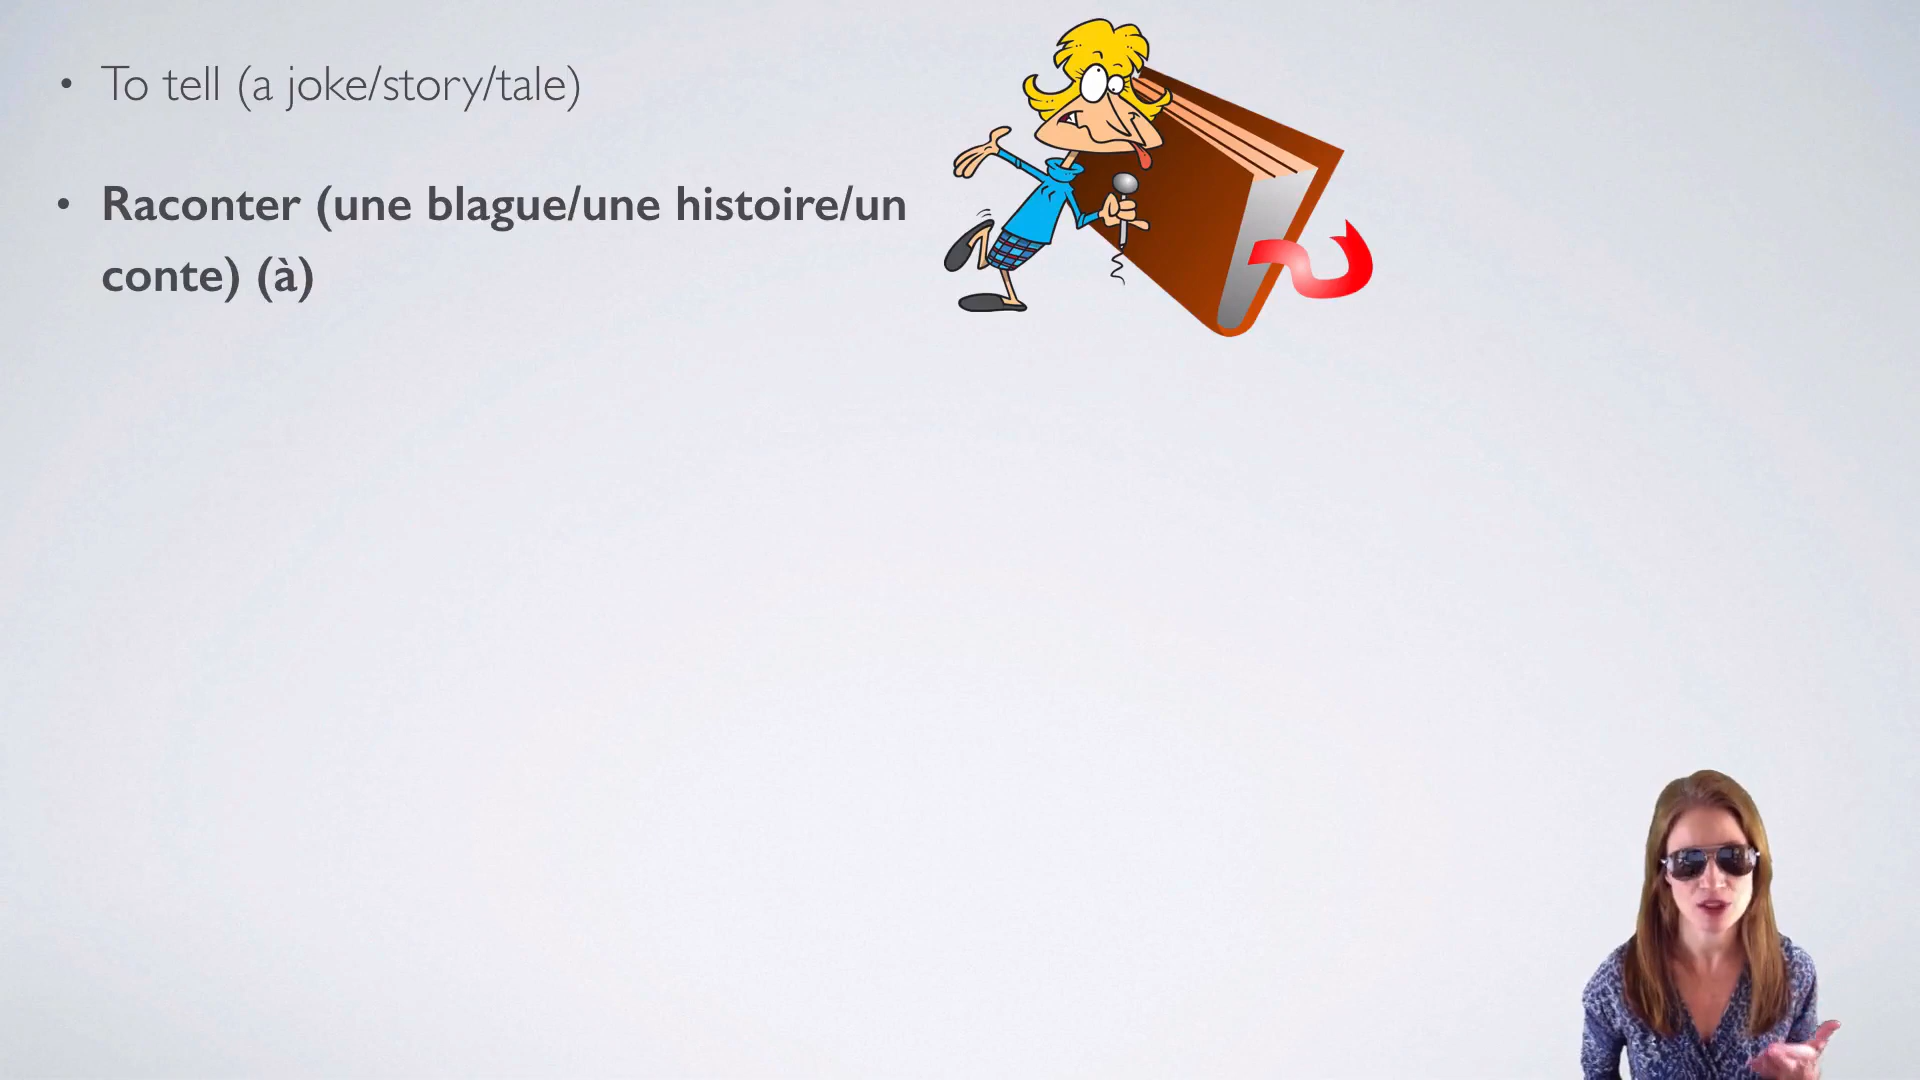 • To tell (a joke/story/tale)
• Raconter (une blague/une histoire/un
conte) (à)